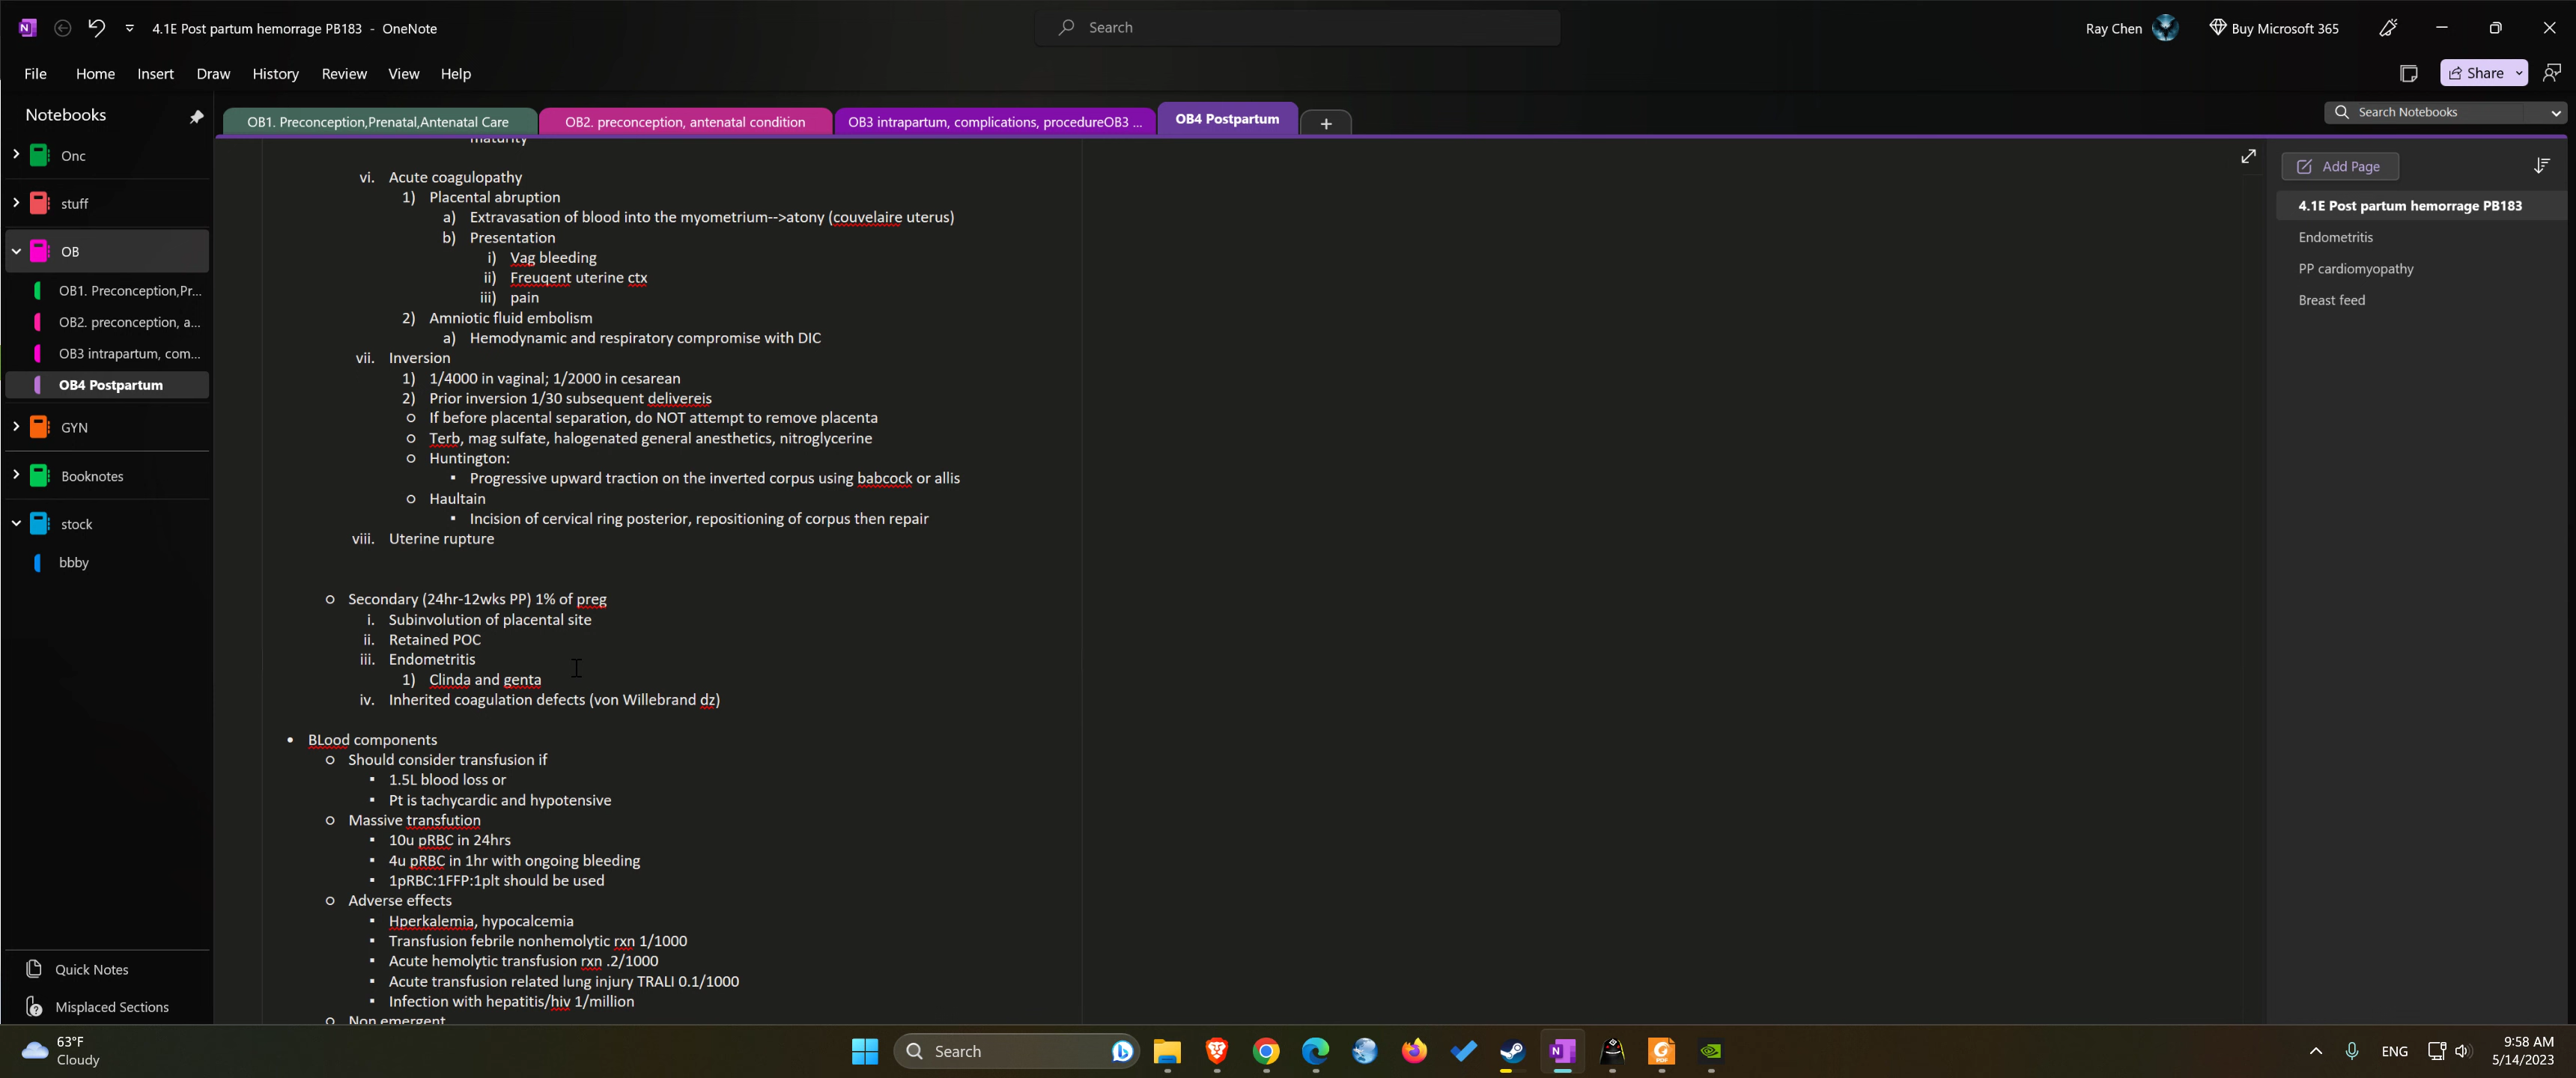 4.1E Post partum hemorrage PB183 - OneNote
Search
Ray Chen
Buy Microsoft 365
File Home Insert Draw History Review View Help
Share
Notebooks
OB1. Preconception,Prenatal,Antenatal Care
OB2. preconception, antenatal condition
OB3 intrapartum, complications, procedureOB3 ...
OB4 Postpartum
+
Search Notebooks
Onc
stuff
OB
OB1. Preconception,Pr...
OB2. preconception, a...
OB3 intrapartum, com...
OB4 Postpartum
GYN
Booknotes
stock
bbby
Quick Notes
Misplaced Sections
maturity
vi. Acute coagulopathy
1) Placental abruption
a) Extravasation of blood into the myometrium-->atony (couvelaire uterus)
b) Presentation
i) Vag bleeding
ii) Freuqent uterine ctx
iii) pain
2) Amniotic fluid embolism
a) Hemodynamic and respiratory compromise with DIC
vii. Inversion
1) 1/4000 in vaginal; 1/2000 in cesarean
2) Prior inversion 1/30 subsequent delivereis
o If before placental separation, do NOT attempt to remove placenta
o Terb, mag sulfate, halogenated general anesthetics, nitroglycerine
o Huntington:
▪ Progressive upward traction on the inverted corpus using babcock or allis
o Haultain
▪ Incision of cervical ring posterior, repositioning of corpus then repair
viii. Uterine rupture
o Secondary (24hr-12wks PP) 1% of preg
i. Subinvolution of placental site
ii. Retained POC
iii. Endometritis
1) Clinda and genta
iv. Inherited coagulation defects (von Willebrand dz)
• BLood components
o Should consider transfusion if
▪ 1.5L blood loss or
▪ Pt is tachycardic and hypotensive
o Massive transfution
▪ 10u pRBC in 24hrs
▪ 4u pRBC in 1hr with ongoing bleeding
▪ 1pRBC:1FFP:1plt should be used
o Adverse effects
▪ Hperkalemia, hypocalcemia
▪ Transfusion febrile nonhemolytic rxn 1/1000
▪ Acute hemolytic transfusion rxn .2/1000
▪ Acute transfusion related lung injury TRALI 0.1/1000
▪ Infection with hepatitis/hiv 1/million
o Non emergent
Add Page
4.1E Post partum hemorrage PB183
Endometritis
PP cardiomyopathy
Breast feed
63°F
Cloudy
Search
ENG
9:58 AM
5/14/2023